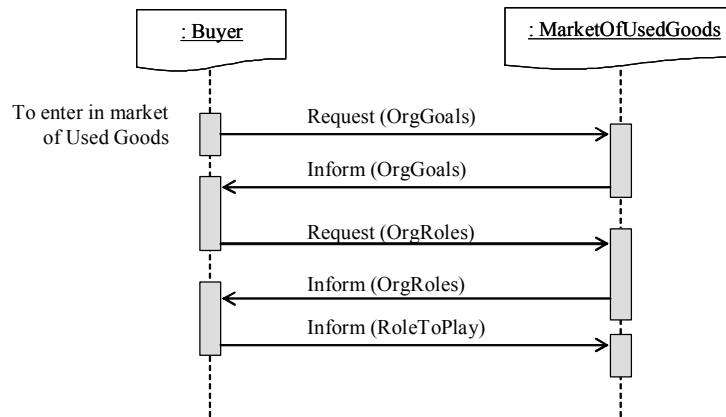 : Buyer
: MarketOfUsedGoods
To enter in market
of Used Goods
Request (OrgGoals)
Inform (OrgGoals)
Request (OrgRoles)
Inform (OrgRoles)
Inform (RoleToPlay)